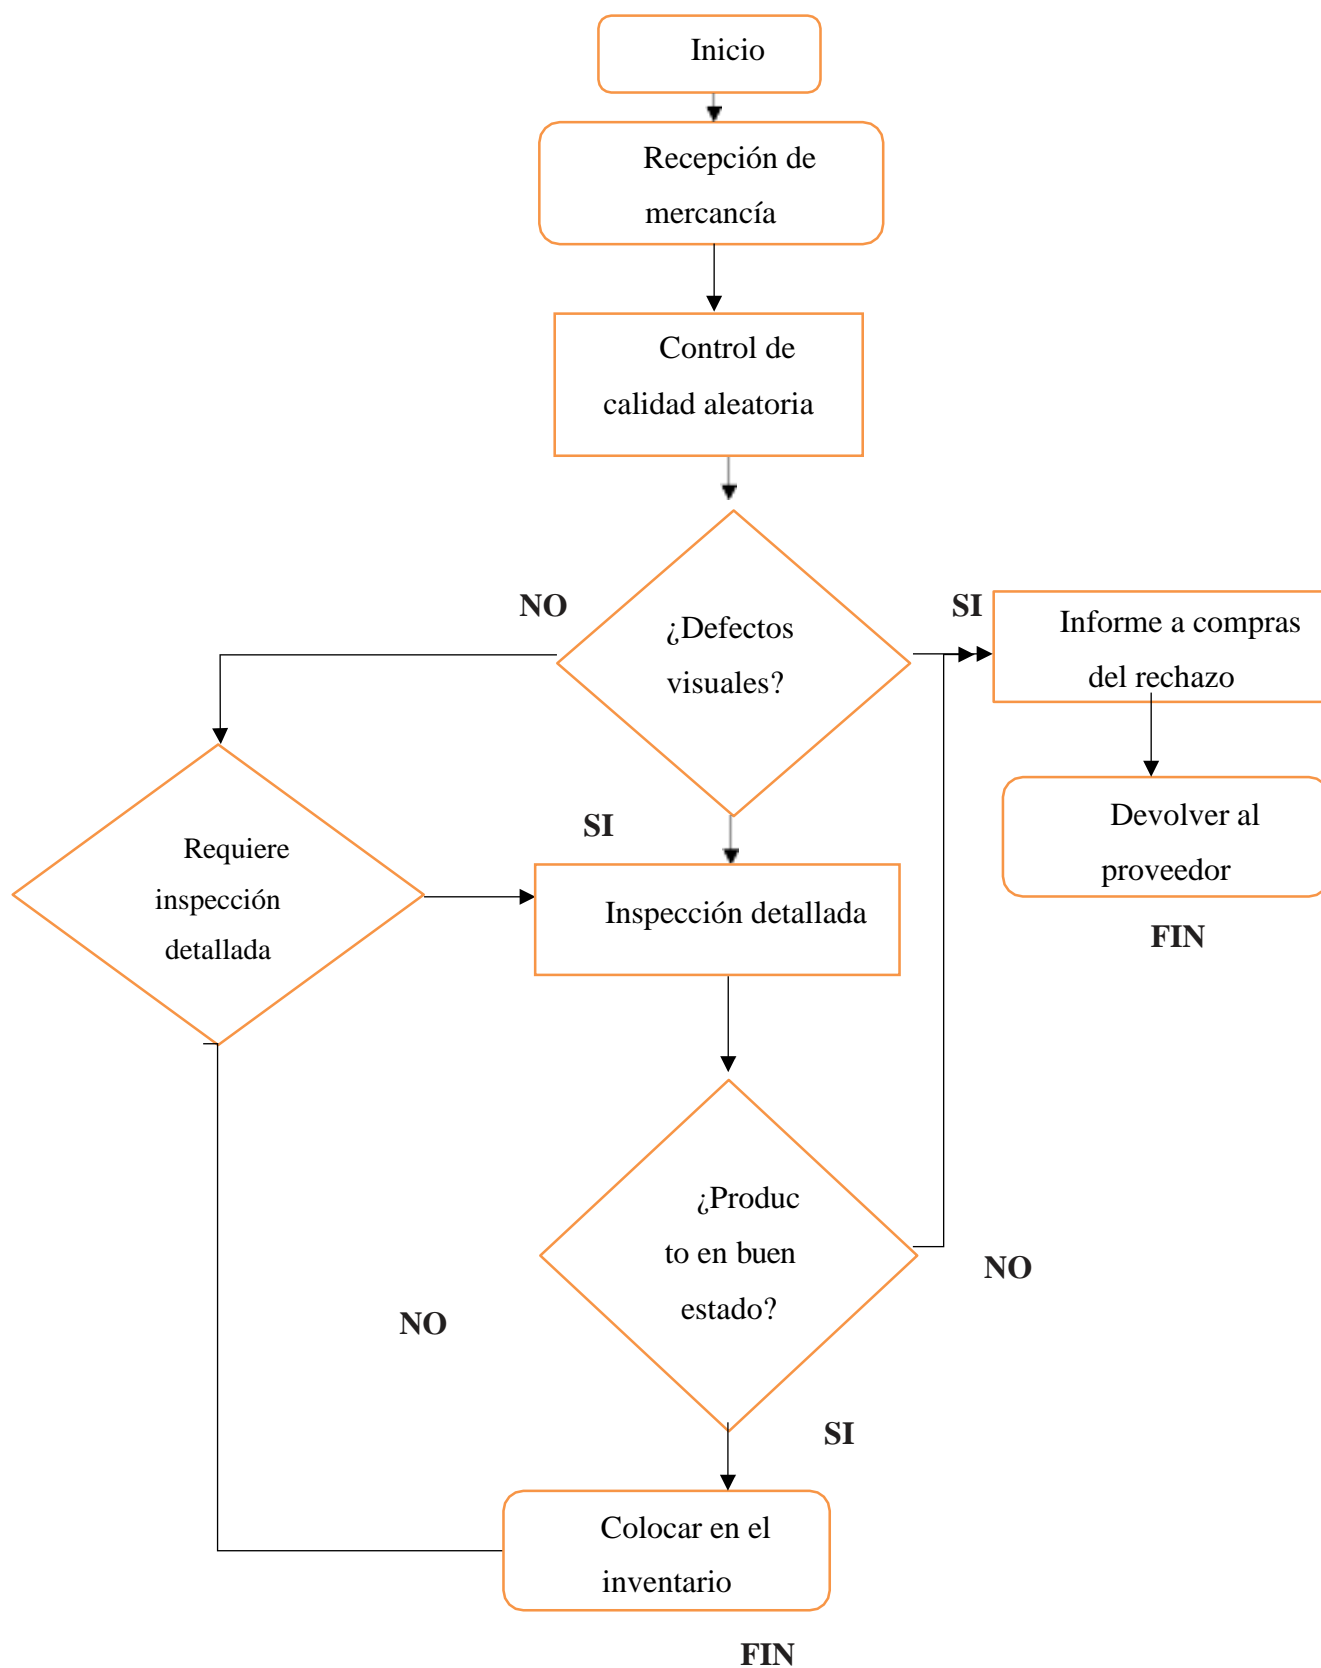 Inicio
Recepción de
mercancía
Control de
calidad aleatoria
NO
¿Defectos
visuales?
SI
Informe a compras
del rechazo
Devolver al
proveedor
FIN
Requiere
inspección
detallada
SI
Inspección detallada
¿Produc
to en buen
estado?
NO
NO
SI
Colocar en el
inventario
FIN